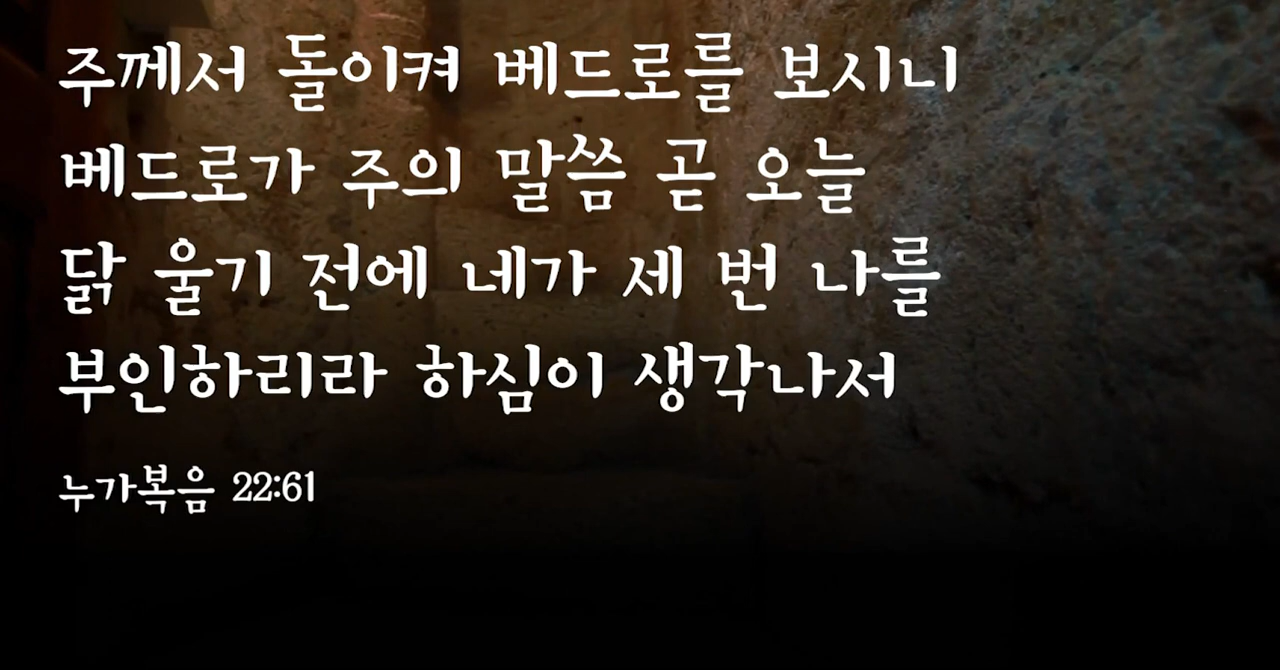 주께서 돌이켜 베드로를 보시니
베드로가 주의 말씀 곧 오늘
닭 울기 전에 네가 세 번 나를
부인하리라 하심이 생각나서
누가복음 22:61